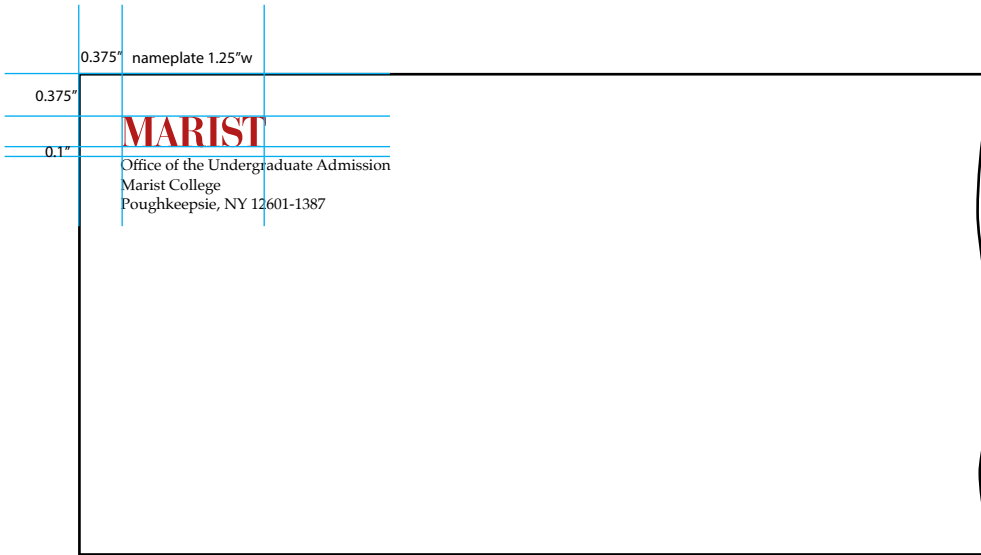 0.375” nameplate 1.25”w
0.375”
MARIST
0.1”
Office of the Undergraduate Admission
Marist College
Poughkeepsie, NY 12601-1387